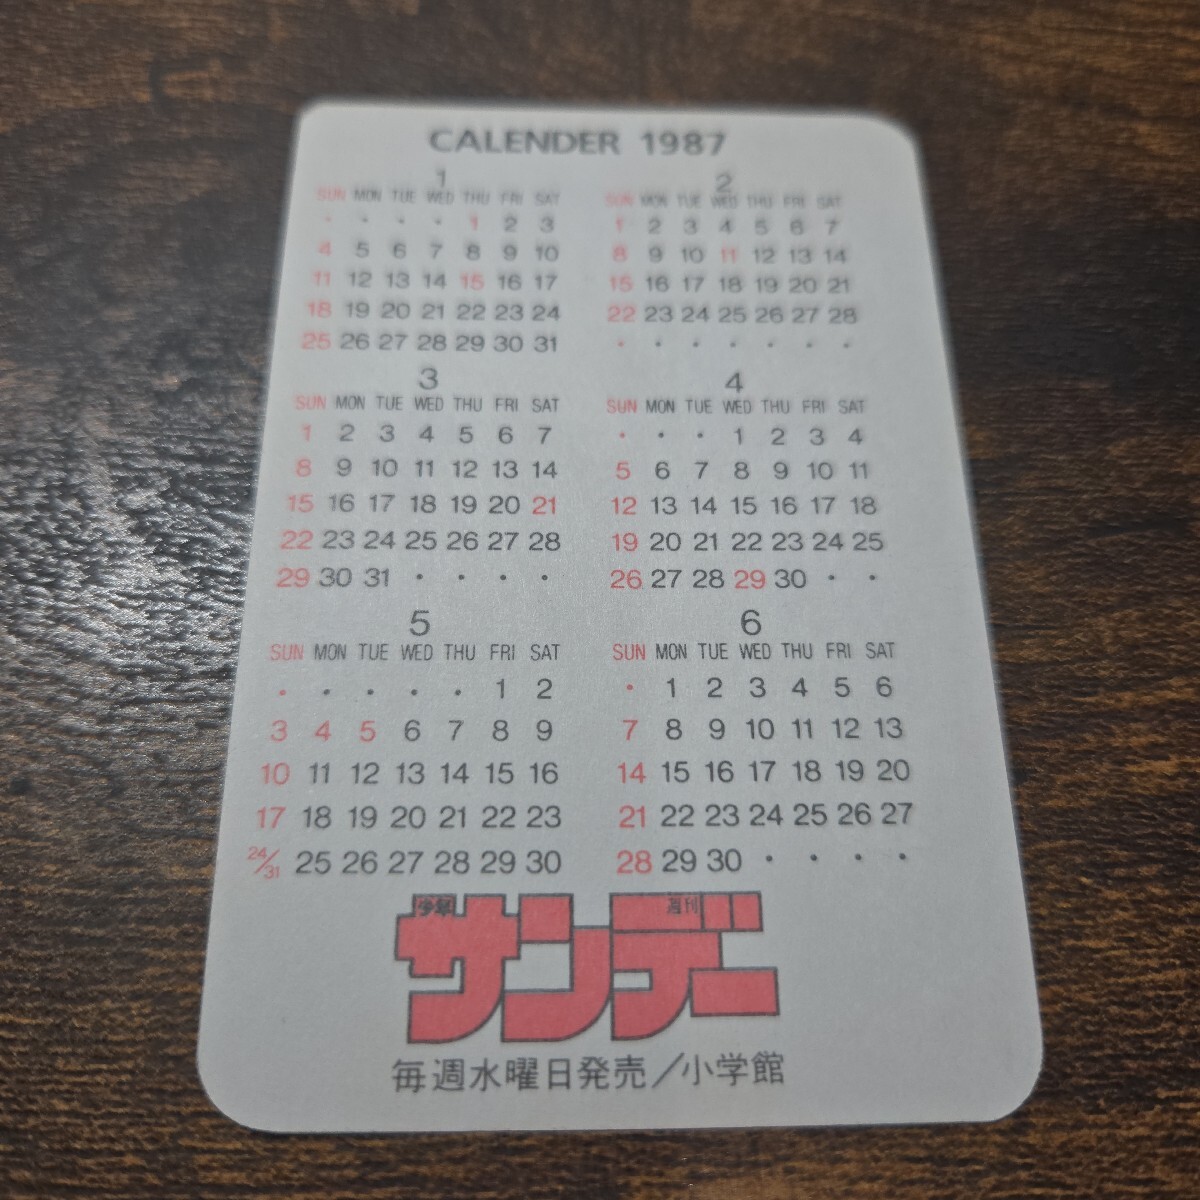 CALENDER 1987
1
SUN MON TUE WED THU FRI SAT
・ ・ ・ ・ 1 2 3
4 5 6 7 8 9 10
11 12 13 14 15 16 17
18 19 20 21 22 23 24
25 26 27 28 29 30 31
2
SUN MON TUE WED THU FRI SAT
1 2 3 4 5 6 7
8 9 10 11 12 13 14
15 16 17 18 19 20 21
22 23 24 25 26 27 28
・ ・ ・ ・ ・ ・ ・
3
SUN MON TUE WED THU FRI SAT
1 2 3 4 5 6 7
8 9 10 11 12 13 14
15 16 17 18 19 20 21
22 23 24 25 26 27 28
29 30 31 ・ ・ ・ ・
4
SUN MON TUE WED THU FRI SAT
・ ・ ・ 1 2 3 4
5 6 7 8 9 10 11
12 13 14 15 16 17 18
19 20 21 22 23 24 25
26 27 28 29 30 ・ ・
5
SUN MON TUE WED THU FRI SAT
・ ・ ・ ・ ・ 1 2
3 4 5 6 7 8 9
10 11 12 13 14 15 16
17 18 19 20 21 22 23
24/31 25 26 27 28 29 30
6
SUN MON TUE WED THU FRI SAT
・ 1 2 3 4 5 6
7 8 9 10 11 12 13
14 15 16 17 18 19 20
21 22 23 24 25 26 27
28 29 30 ・ ・ ・ ・
少年 週刊
サンデー
毎週水曜日発売／小学館